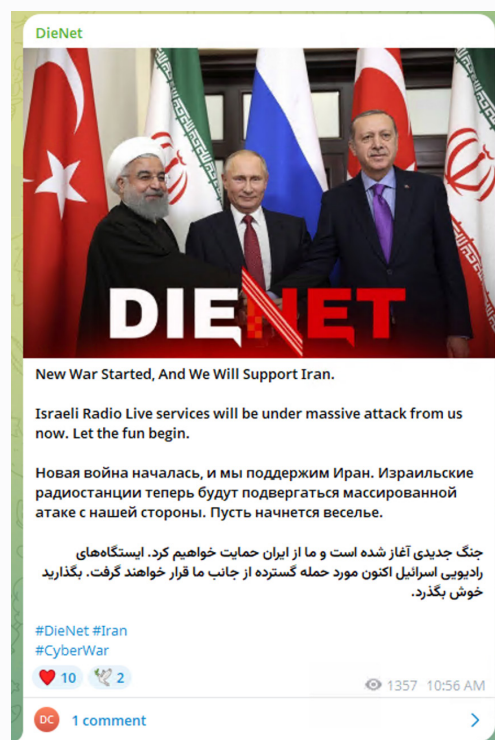 DieNet
DIENET
New War Started, And We Will Support Iran.
Israeli Radio Live services will be under massive attack from us
now. Let the fun begin.
Новая война началась, и мы поддержим Иран. Израильские
радиостанции теперь будут подвергаться массированной
атаке с нашей стороны. Пусть начнется веселье.
جنگ جدیدی آغاز شده است و ما از ایران حمایت خواهیم کرد. ایستگاه‌های
رادیویی اسرائیل اکنون مورد حمله گسترده از جانب ما قرار خواهند گرفت. بگذارید
خوش بگذرد.
#DieNet #Iran
#CyberWar
10 2
1357 10:56 AM
DC 1 comment